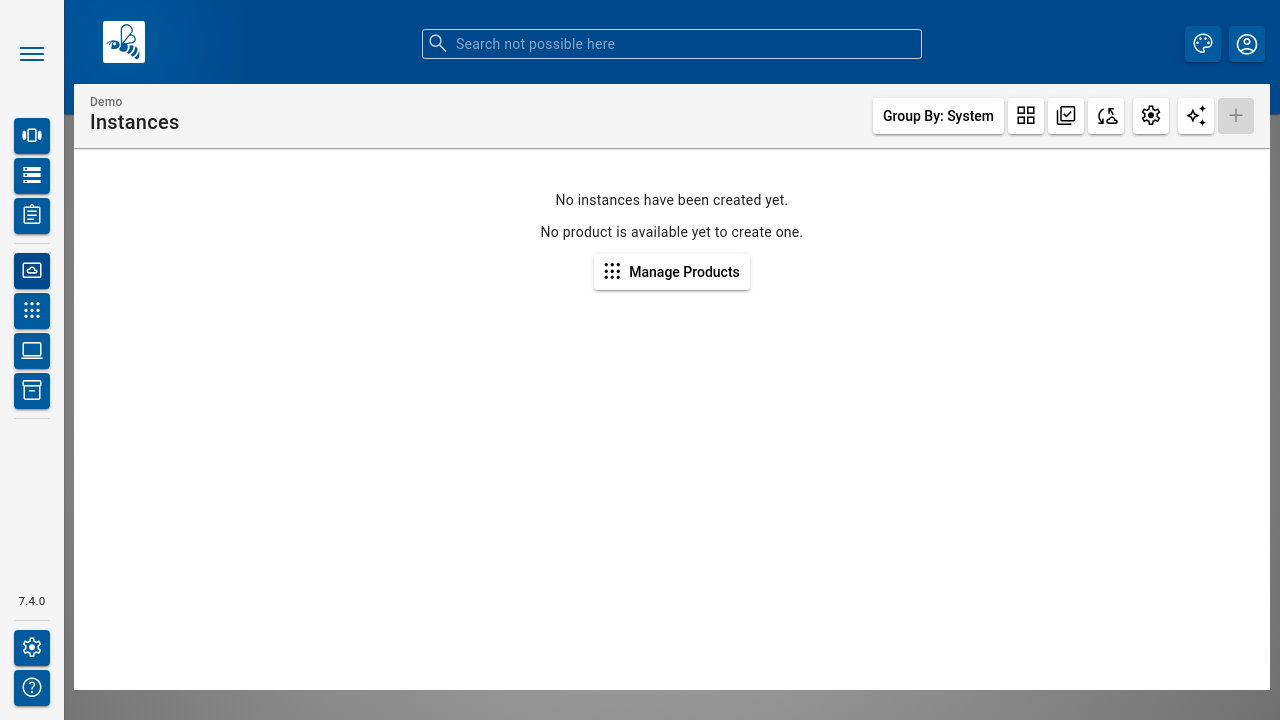 Search not possible here
Demo
Instances
Group By: System
No instances have been created yet.
No product is available yet to create one.
Manage Products
7.4.0